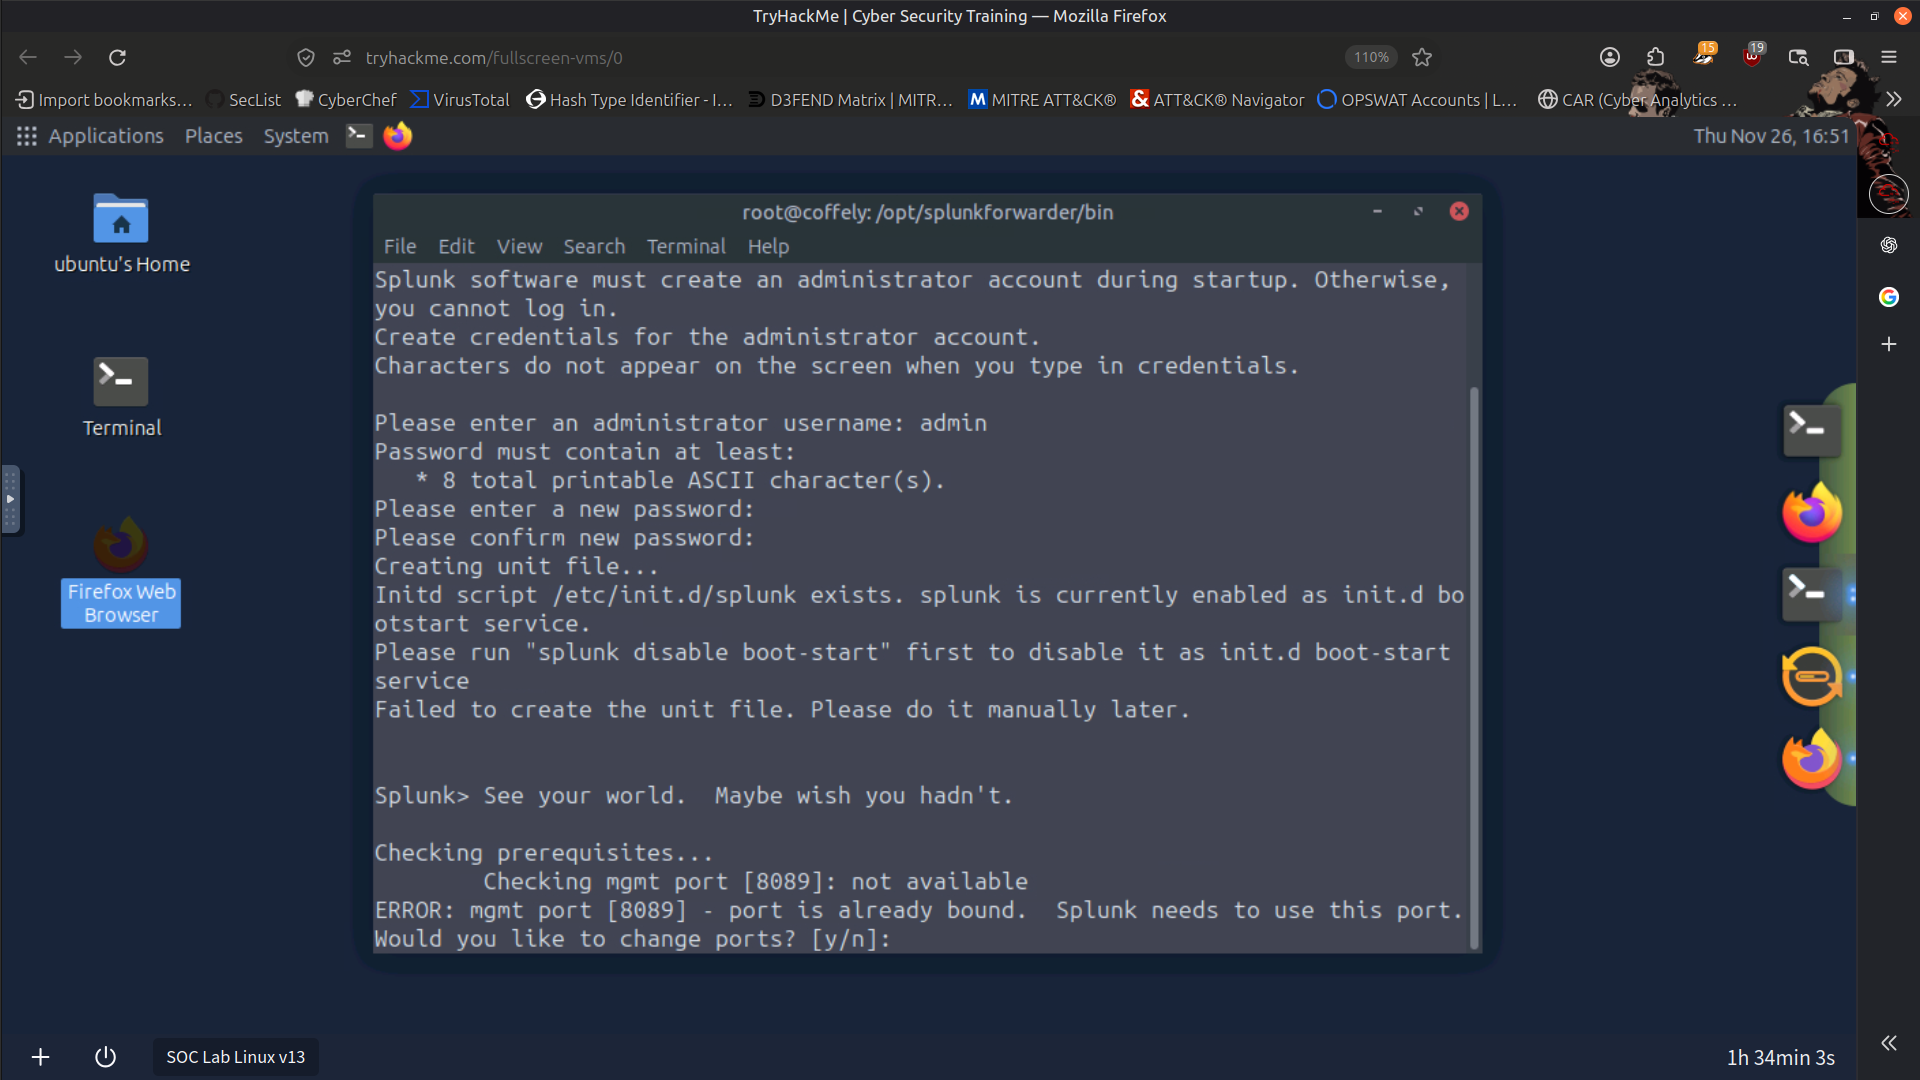 TryHackMe | Cyber Security Training — Mozilla Firefox
tryhackme.com/fullscreen-vms/0
110%
15
19
Import bookmarks...
SecList
CyberChef
VirusTotal
Hash Type Identifier - I...
D3FEND Matrix | MITR...
MITRE ATT&CK®
ATT&CK® Navigator
OPSWAT Accounts | L...
CAR (Cyber Analytics ...
Applications
Places
System
Thu Nov 26, 16:51
ubuntu's Home
Terminal
Firefox Web
Browser
root@coffely: /opt/splunkforwarder/bin
File Edit View Search Terminal Help
Splunk software must create an administrator account during startup. Otherwise,
you cannot log in.
Create credentials for the administrator account.
Characters do not appear on the screen when you type in credentials.
Please enter an administrator username: admin
Password must contain at least:
* 8 total printable ASCII character(s).
Please enter a new password:
Please confirm new password:
Creating unit file...
Initd script /etc/init.d/splunk exists. splunk is currently enabled as init.d bo
otstart service.
Please run "splunk disable boot-start" first to disable it as init.d boot-start
service
Failed to create the unit file. Please do it manually later.
Splunk> See your world.  Maybe wish you hadn't.
Checking prerequisites...
Checking mgmt port [8089]: not available
ERROR: mgmt port [8089] - port is already bound.  Splunk needs to use this port.
Would you like to change ports? [y/n]:
SOC Lab Linux v13
1h 34min 3s